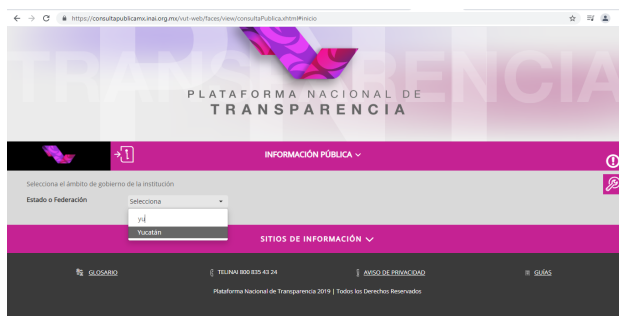 https://consultapublicamx.inai.org.mx/vut-web/faces/view/consultaPublica.xhtml#inicio
TRANSPARENCIA
PLATAFORMA NACIONAL DE
TRANSPARENCIA
INFORMACIÓN PÚBLICA
Selecciona el ámbito de gobierno de la institución
Estado o Federación
Selecciona
yu
Yucatán
SITIOS DE INFORMACIÓN
GLOSARIO
TELINAI 800 835 43 24
AVISO DE PRIVACIDAD
GUÍAS
Plataforma Nacional de Transparencia 2019 | Todos los Derechos Reservados